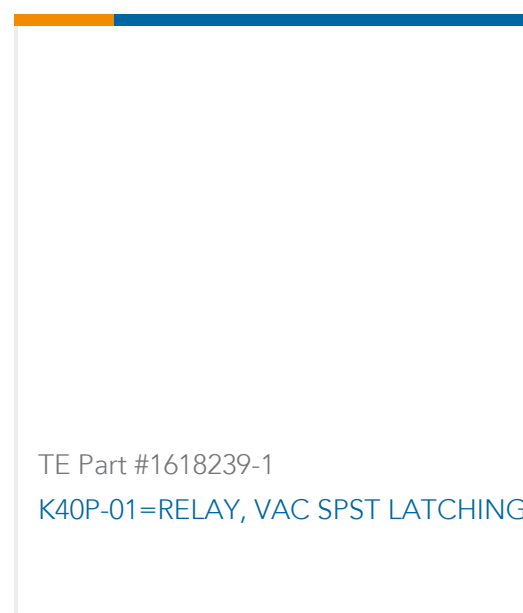 TE Part #1618239-1
K40P-01=RELAY, VAC SPST LATCHING